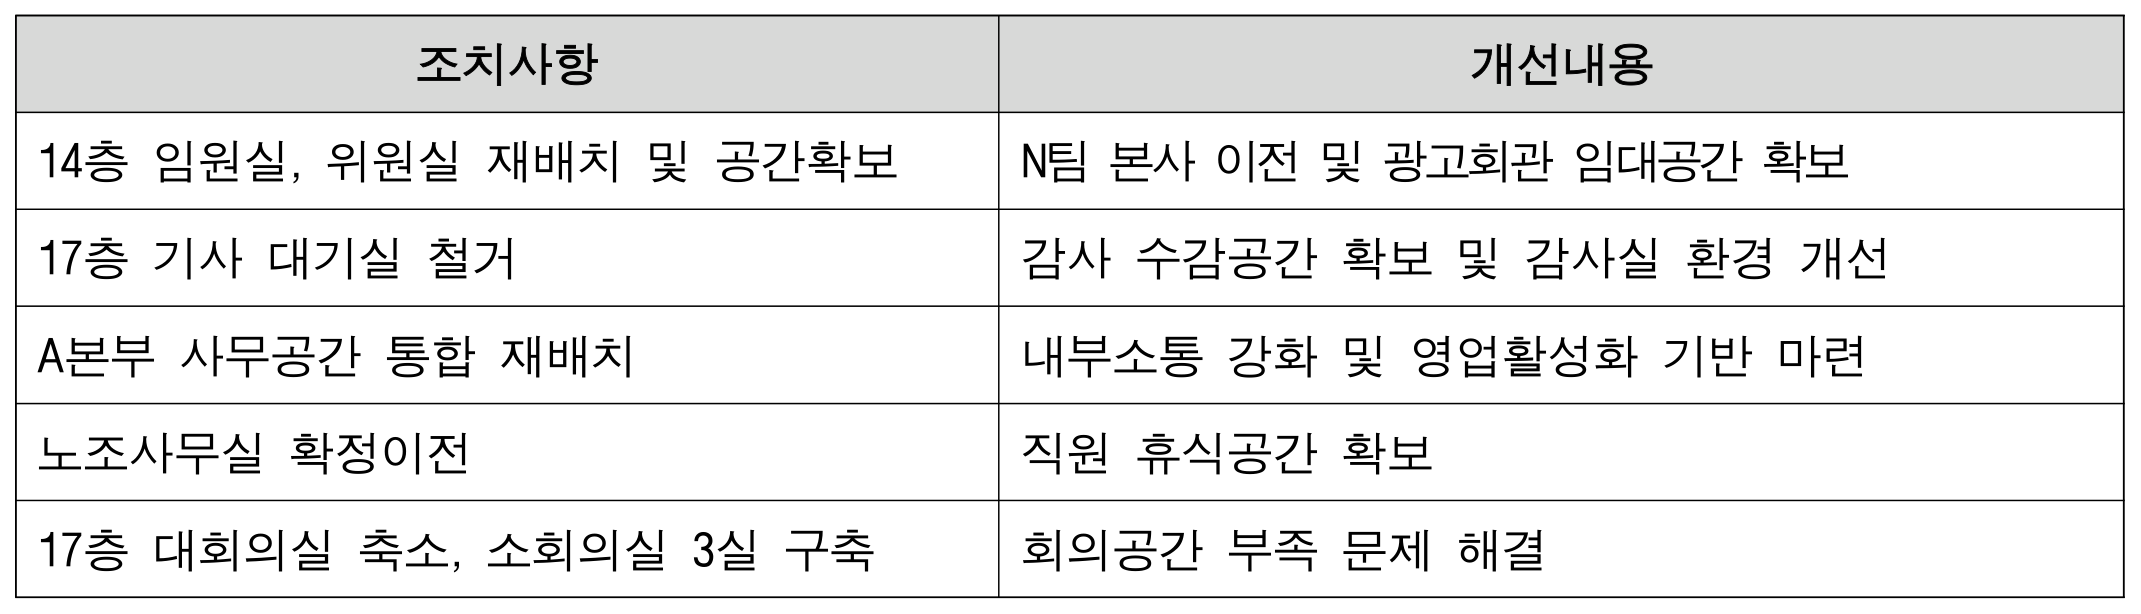 조치사항 개선내용
14층 임원실, 위원실 재배치 및 공간확보 N팀 본사 이전 및 광고회관 임대공간 확보
17층 기사 대기실 철거 감사 수감공간 확보 및 감사실 환경 개선
A본부 사무공간 통합 재배치 내부소통 강화 및 영업활성화 기반 마련
노조사무실 확정이전 직원 휴식공간 확보
17층 대회의실 축소, 소회의실 3실 구축 회의공간 부족 문제 해결